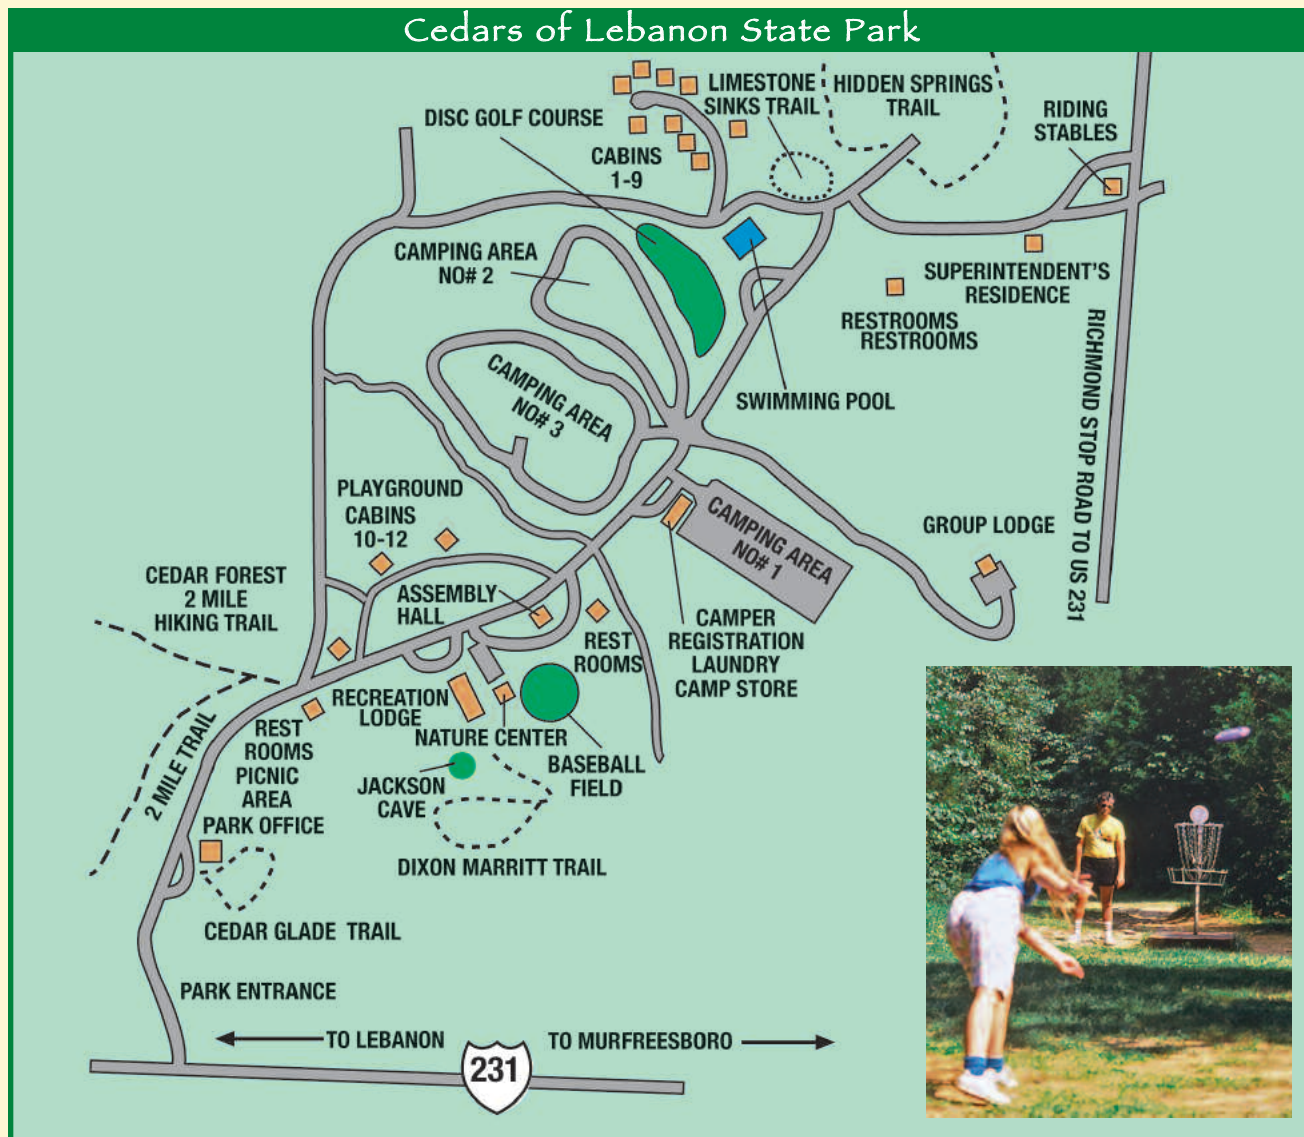 Cedars of Lebanon State Park
LIMESTONE
SINKS TRAIL
HIDDEN SPRINGS
TRAIL
RIDING
STABLES
DISC GOLF COURSE
CABINS
1-9
CAMPING AREA
NO# 2
SUPERINTENDENT'S
RESIDENCE
RESTROOMS
RESTROOMS
RICHMOND STOP ROAD TO US 231
CAMPING AREA
NO# 3
SWIMMING POOL
PLAYGROUND
CABINS
10-12
CAMPING AREA
NO# 1
GROUP LODGE
CEDAR FOREST
2 MILE
HIKING TRAIL
ASSEMBLY
HALL
REST
ROOMS
CAMPER
REGISTRATION
LAUNDRY
CAMP STORE
RECREATION
LODGE
NATURE CENTER
2 MILE TRAIL
REST
ROOMS
PICNIC
AREA
JACKSON
CAVE
BASEBALL
FIELD
PARK OFFICE
DIXON MARRITT TRAIL
CEDAR GLADE TRAIL
PARK ENTRANCE
TO LEBANON
TO MURFREESBORO
231